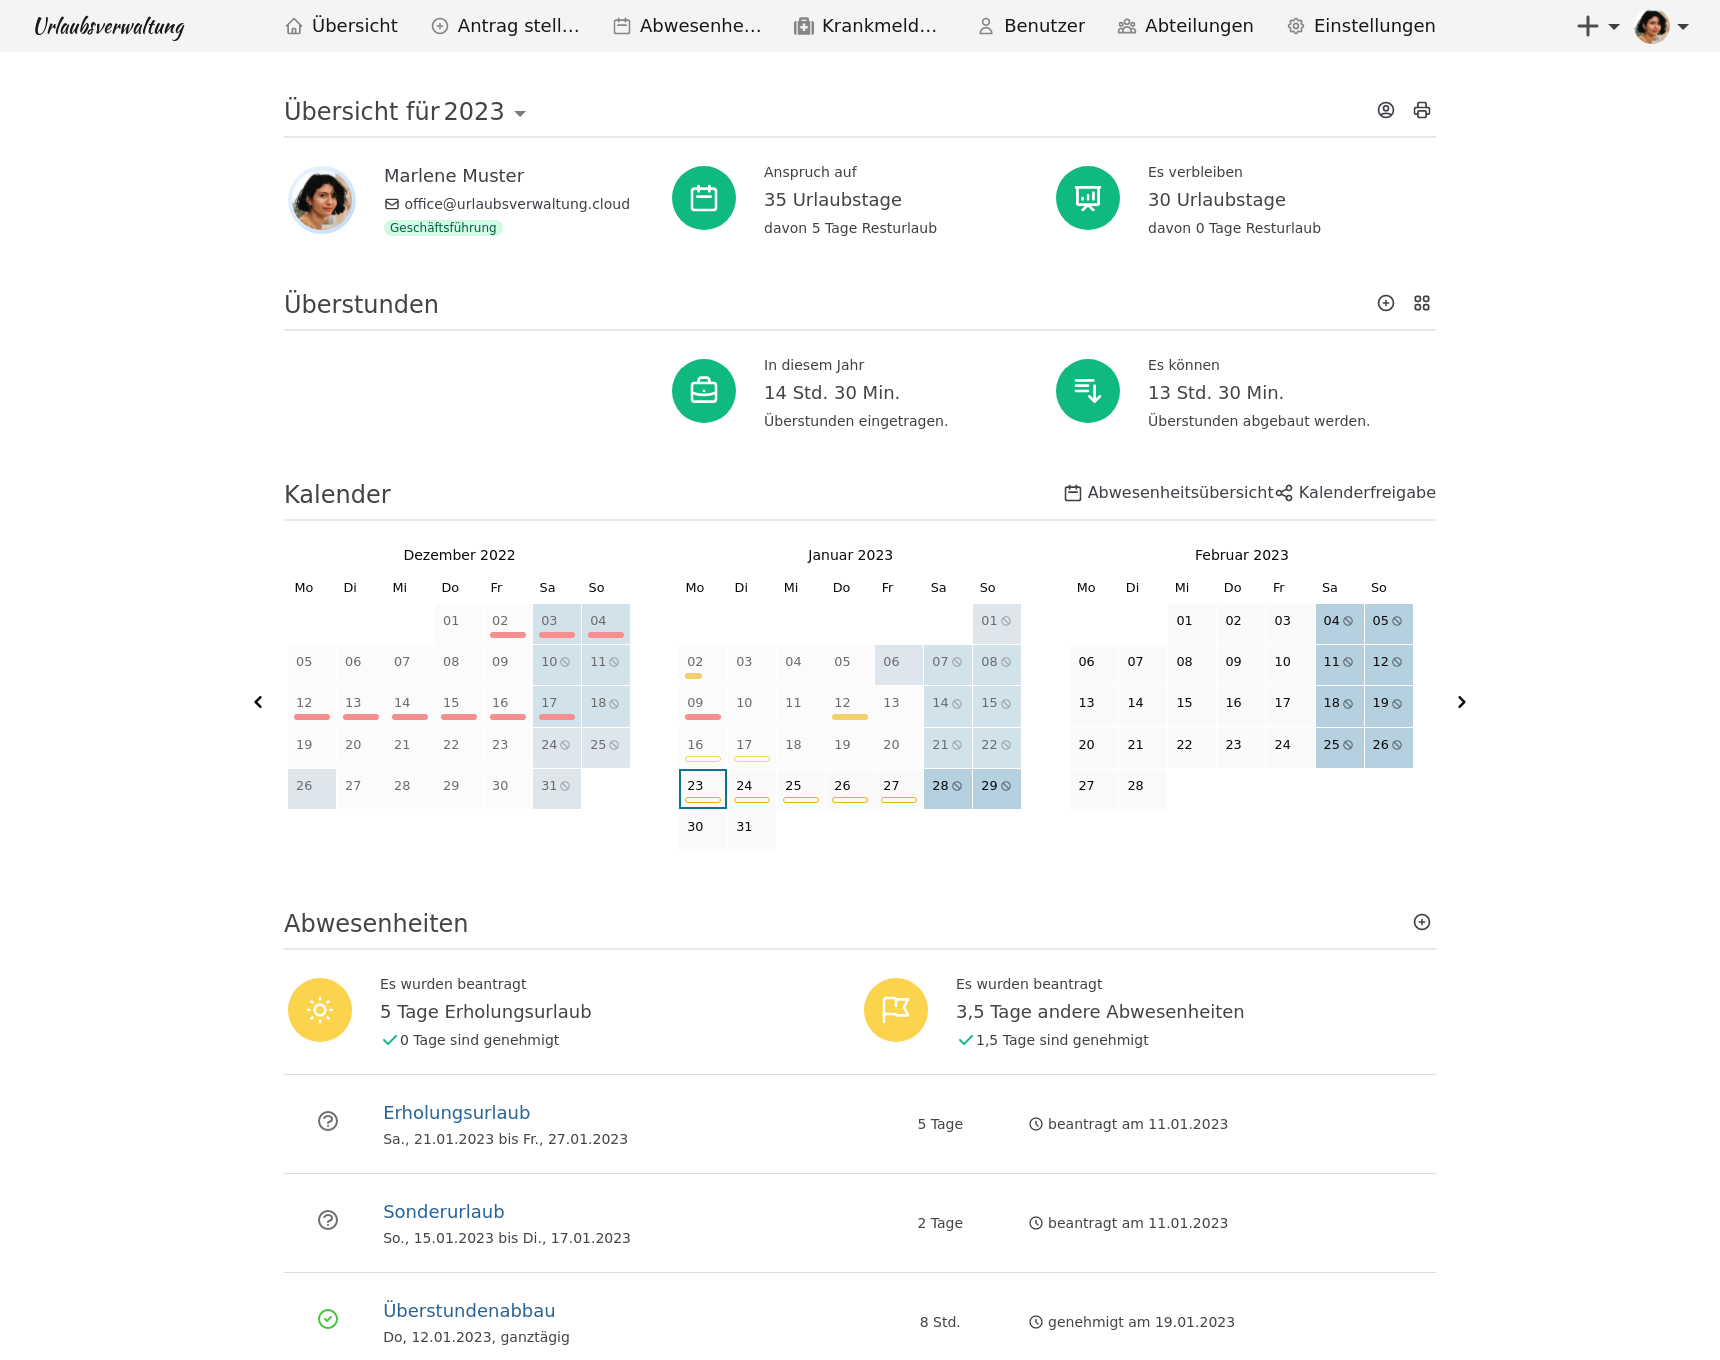 Urlaubsverwaltung
Übersicht Antrag stell... Abwesenhe... Krankmeld... Benutzer Abteilungen Einstellungen
Übersicht für 2023
Marlene Muster
office@urlaubsverwaltung.cloud
Geschäftsführung
Anspruch auf
35 Urlaubstage
davon 5 Tage Resturlaub
Es verbleiben
30 Urlaubstage
davon 0 Tage Resturlaub
Überstunden
In diesem Jahr
14 Std. 30 Min.
Überstunden eingetragen.
Es können
13 Std. 30 Min.
Überstunden abgebaut werden.
Kalender
Abwesenheitsübersicht Kalenderfreigabe
Dezember 2022
Mo Di Mi Do Fr Sa So
01 02 03 04
05 06 07 08 09 10 11
12 13 14 15 16 17 18
19 20 21 22 23 24 25
26 27 28 29 30 31
Januar 2023
Mo Di Mi Do Fr Sa So
01
02 03 04 05 06 07 08
09 10 11 12 13 14 15
16 17 18 19 20 21 22
23 24 25 26 27 28 29
30 31
Februar 2023
Mo Di Mi Do Fr Sa So
01 02 03 04 05
06 07 08 09 10 11 12
13 14 15 16 17 18 19
20 21 22 23 24 25 26
27 28
Abwesenheiten
Es wurden beantragt
5 Tage Erholungsurlaub
0 Tage sind genehmigt
Es wurden beantragt
3,5 Tage andere Abwesenheiten
1,5 Tage sind genehmigt
Erholungsurlaub
Sa., 21.01.2023 bis Fr., 27.01.2023
5 Tage
beantragt am 11.01.2023
Sonderurlaub
So., 15.01.2023 bis Di., 17.01.2023
2 Tage
beantragt am 11.01.2023
Überstundenabbau
Do, 12.01.2023, ganztägig
8 Std.
genehmigt am 19.01.2023